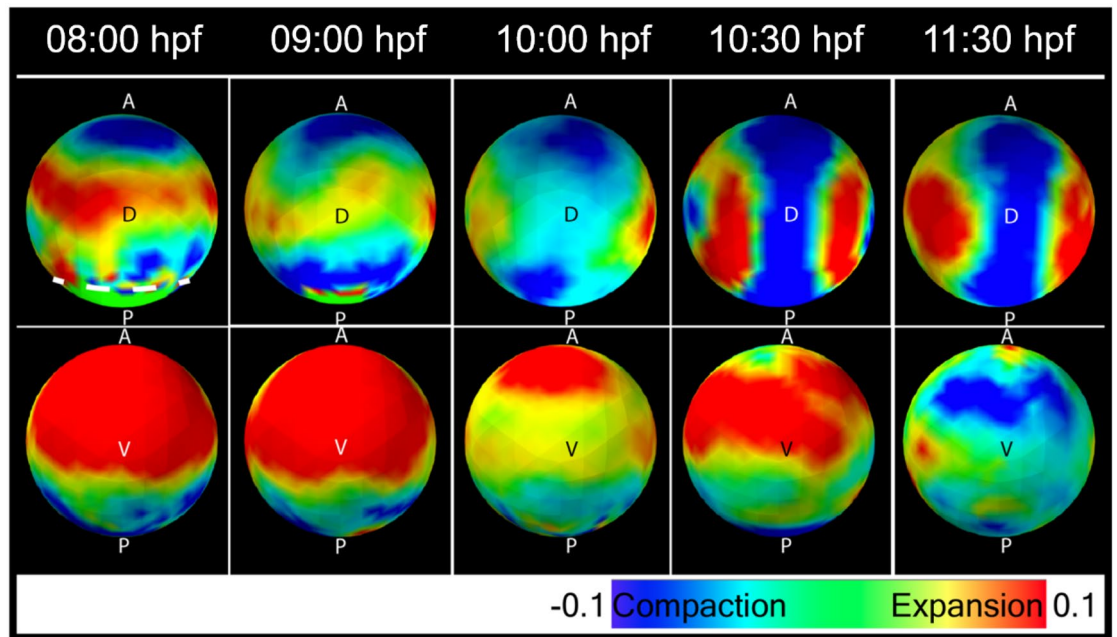 08:00 hpf 09:00 hpf 10:00 hpf 10:30 hpf 11:30 hpf
A A A A A
D D D D D
P P P P P
A A A A A
V V V V V
P P P P P
-0.1 Compaction Expansion 0.1